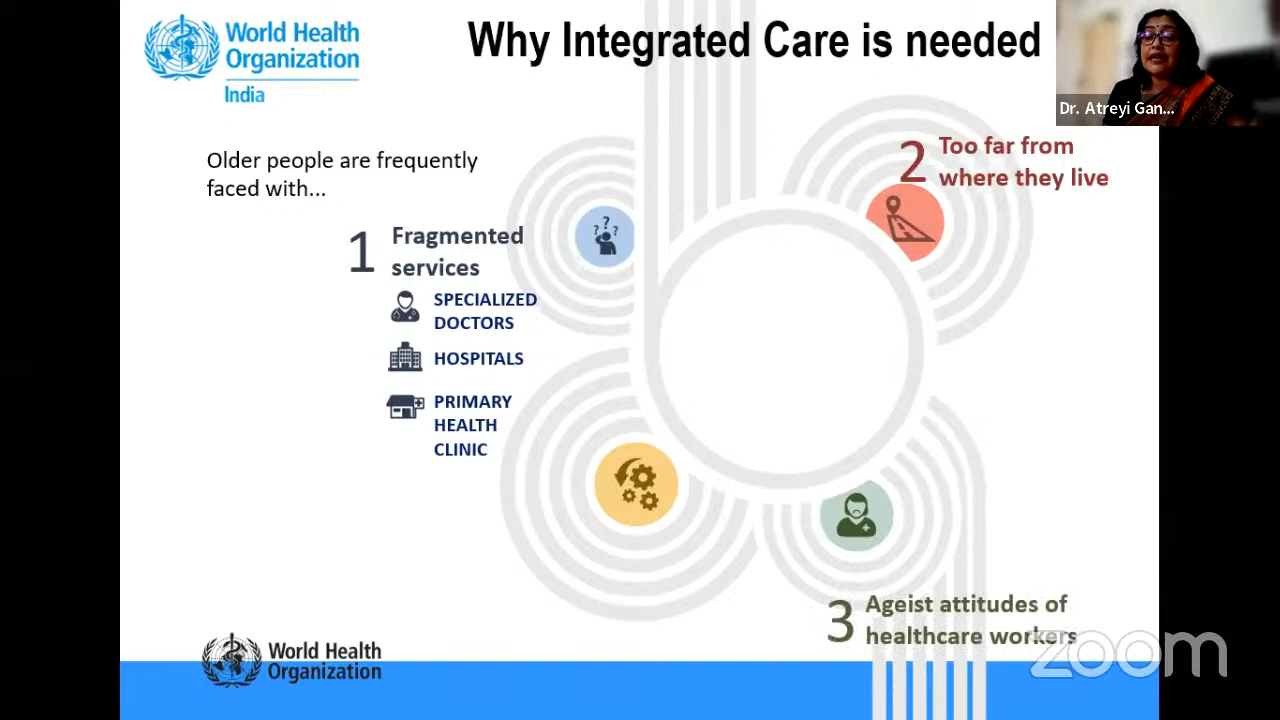 World Health
Organization
India
Why Integrated Care is needed
Dr. Atreyi Gan...
Older people are frequently
faced with...
1 Fragmented
services
SPECIALIZED
DOCTORS
HOSPITALS
PRIMARY
HEALTH
CLINIC
2 Too far from
where they live
? ? ?
3 Ageist attitudes of
healthcare workers
World Health
Organization
zoom